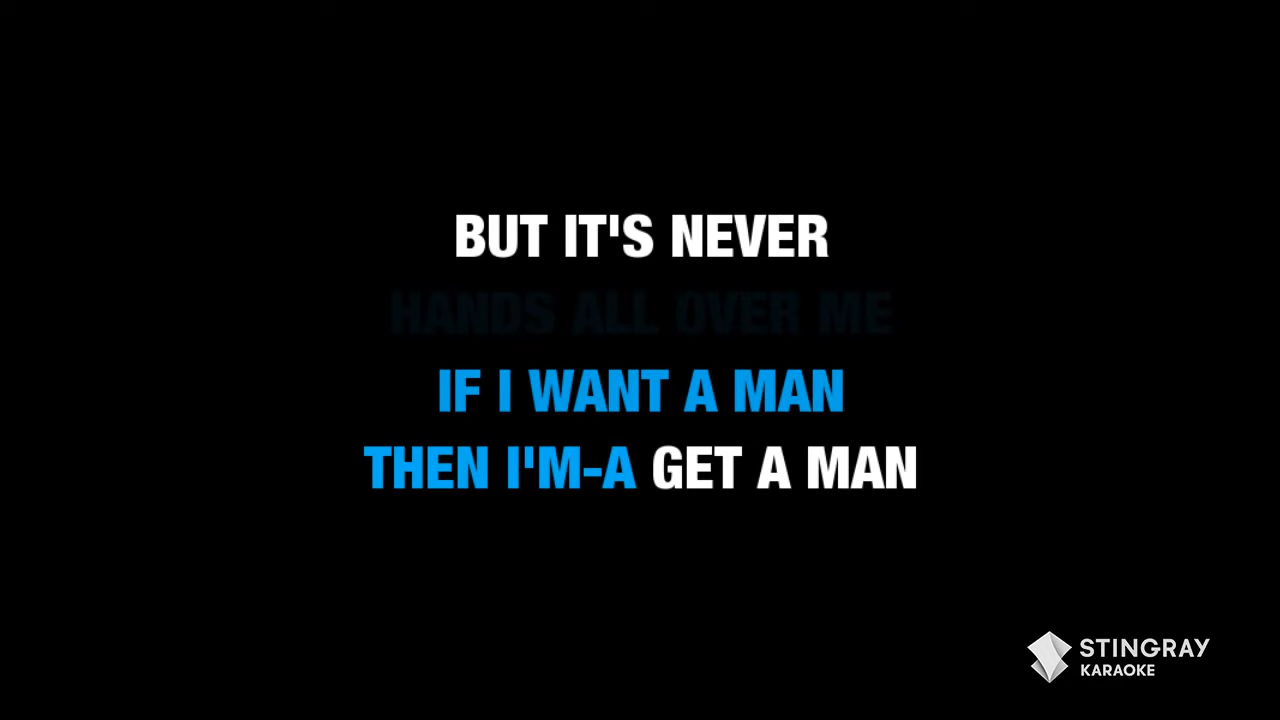 BUT IT'S NEVER
HANDS ALL OVER ME
IF I WANT A MAN
THEN I'M-A GET A MAN
STINGRAY
KARAOKE